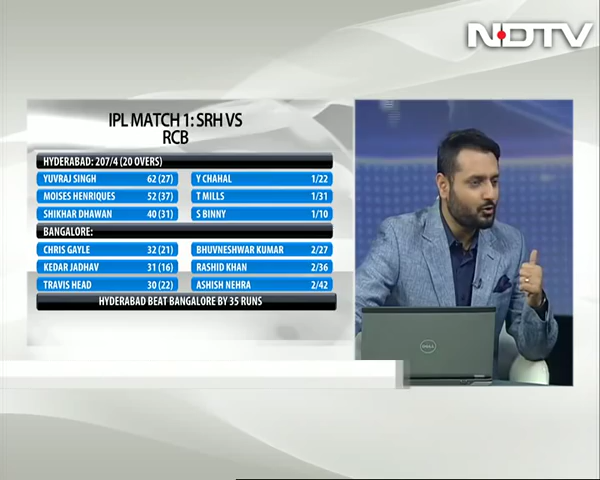 NDTV
IPL MATCH 1: SRH VS
RCB
HYDERABAD: 207/4 (20 OVERS)
YUVRAJ SINGH 62 (27) Y CHAHAL 1/22
MOISES HENRIQUES 52 (37) T MILLS 1/31
SHIKHAR DHAWAN 40 (31) S BINNY 1/10
BANGALORE:
CHRIS GAYLE 32 (21) BHUVNESHWAR KUMAR 2/27
KEDAR JADHAV 31 (16) RASHID KHAN 2/36
TRAVIS HEAD 30 (22) ASHISH NEHRA 2/42
HYDERABAD BEAT BANGALORE BY 35 RUNS
DELL